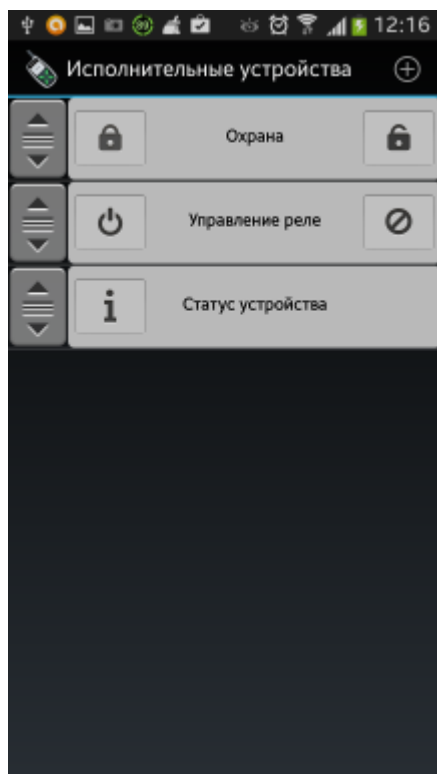 12:16
Исполнительные устройства
Охрана
Управление реле
Статус устройства